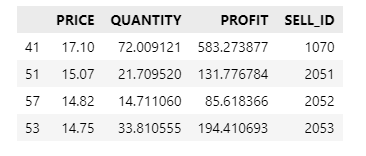 PRICE QUANTITY PROFIT SELL_ID
41 17.10 72.009121 583.273877 1070
51 15.07 21.709520 131.776784 2051
57 14.82 14.711060 85.618366 2052
53 14.75 33.810555 194.410693 2053